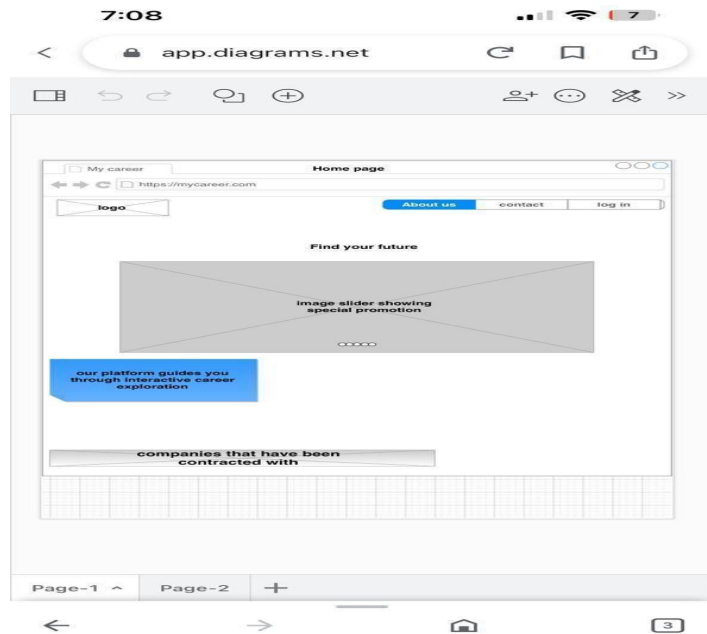 7:08
7
app.diagrams.net
My career
Home page
https://mycareer.com
logo
About us
contact
log in
Find your future
image slider showing
special promotion
our platform guides you
through interactive career
exploration
companies that have been
contracted with
Page-1
Page-2
3